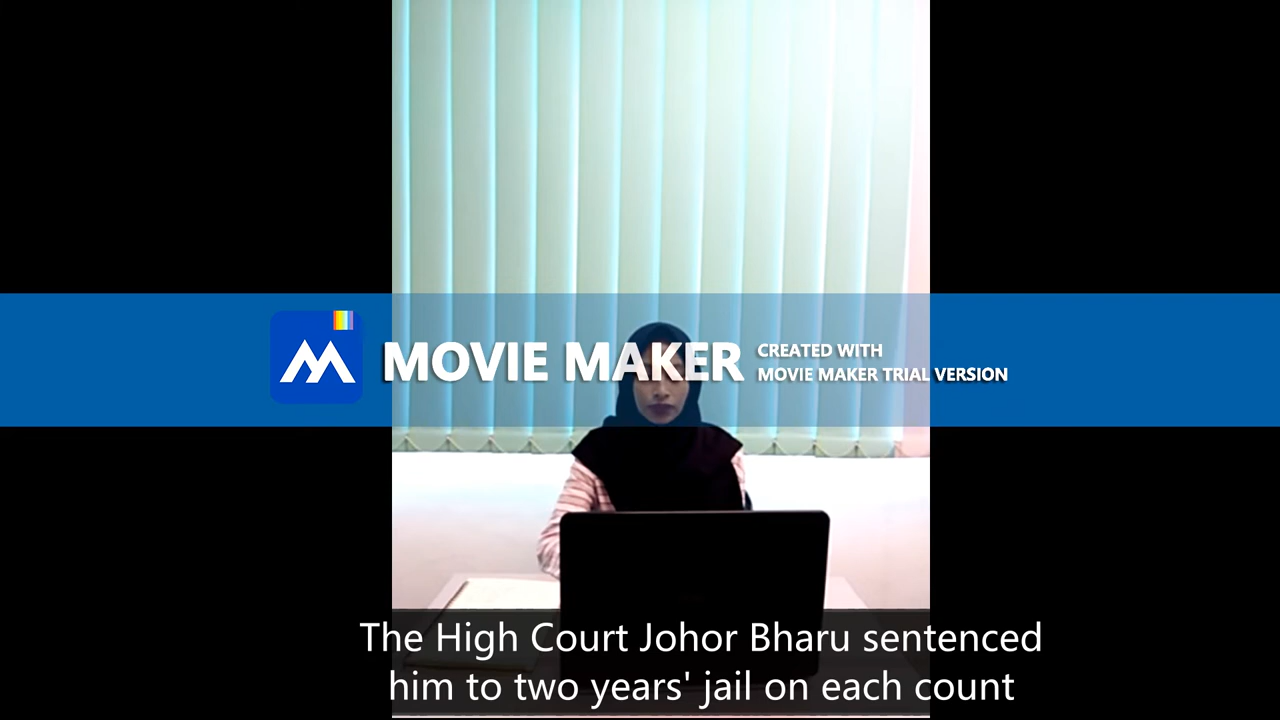 MOVIE MAKER
CREATED WITH
MOVIE MAKER TRIAL VERSION
The High Court Johor Bharu sentenced
him to two years' jail on each count